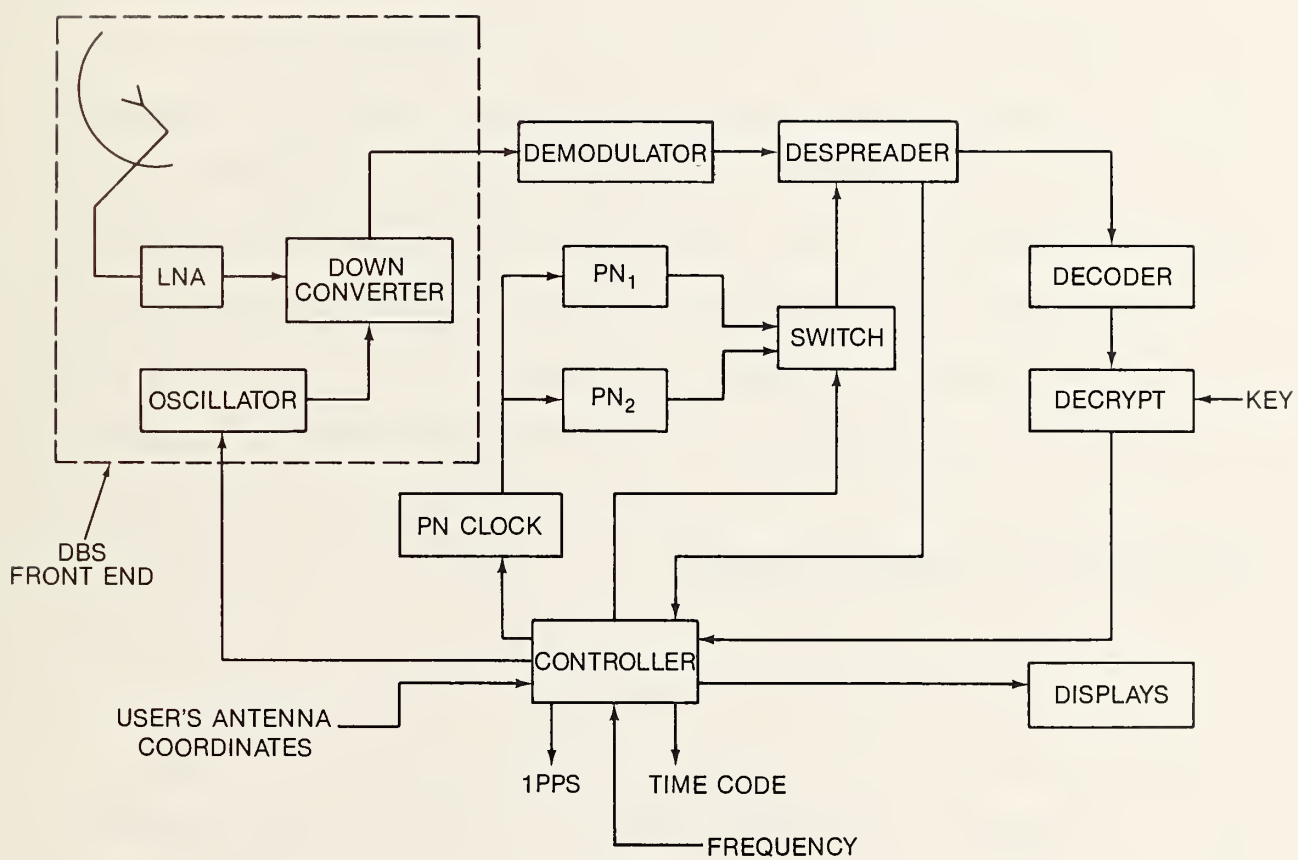 DEMODULATOR
DESPREADER
LNA
DOWN
CONVERTER
PN₁
DECODER
SWITCH
OSCILLATOR
PN₂
DECRYPT
KEY
PN CLOCK
DBS
FRONT END
CONTROLLER
DISPLAYS
USER'S ANTENNA
COORDINATES
1PPS
TIME CODE
FREQUENCY